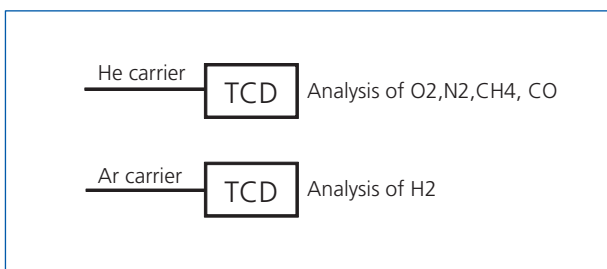 He carrier
TCD
Analysis of O2,N2,CH4, CO
Ar carrier
TCD
Analysis of H2